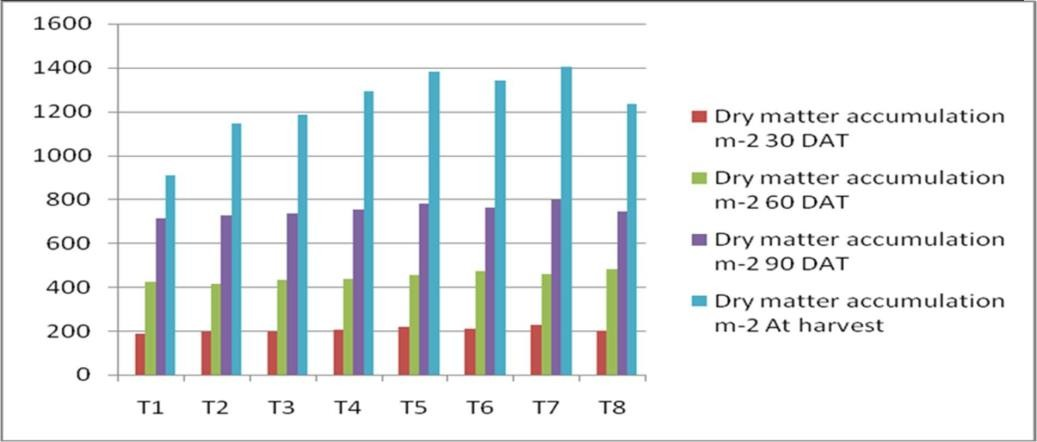 1600
1400
1200
1000
800
600
400
200
0
T1 T2 T3 T4 T5 T6 T7 T8
Dry matter accumulation
m-2 30 DAT
Dry matter accumulation
m-2 60 DAT
Dry matter accumulation
m-2 90 DAT
Dry matter accumulation
m-2 At harvest